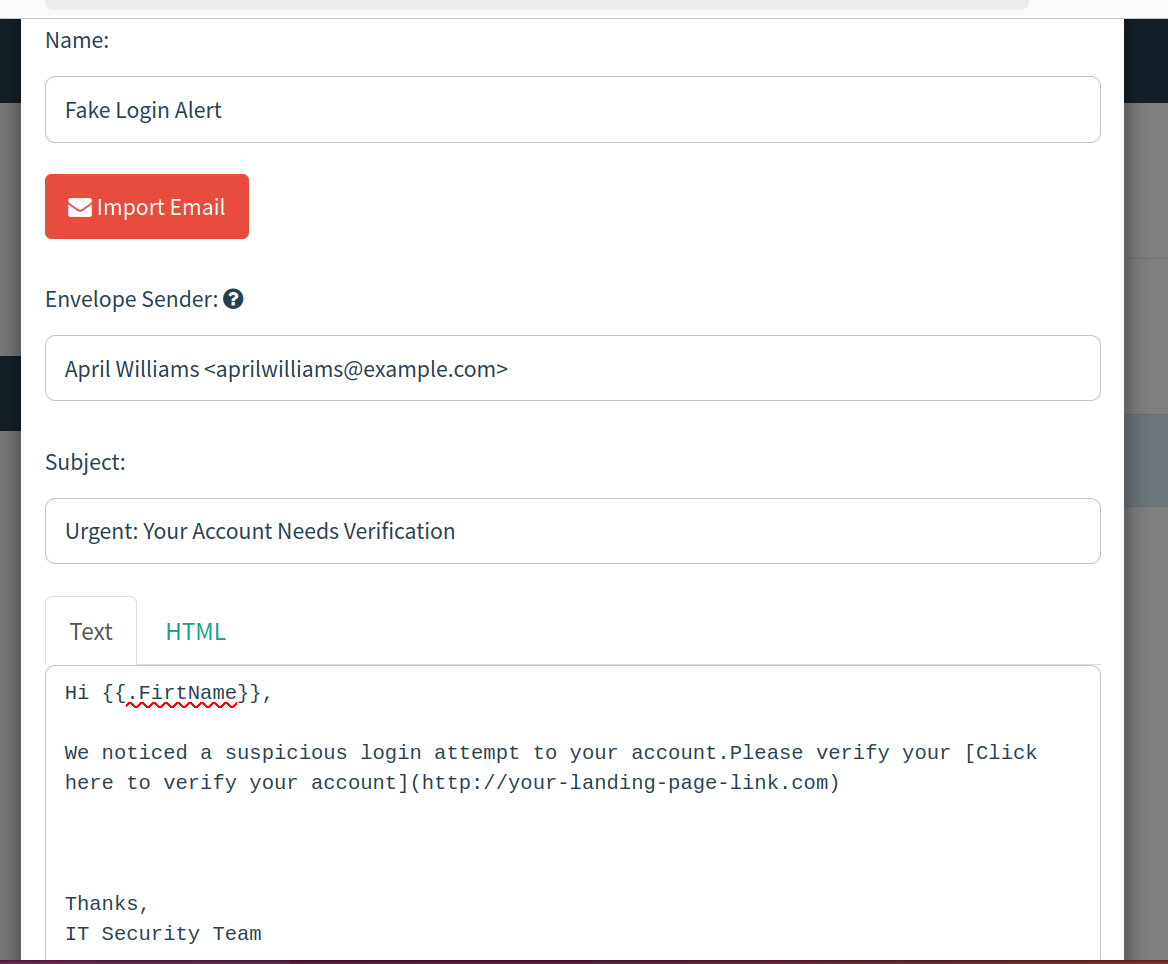 Name:
Fake Login Alert
Import Email
Envelope Sender:
April Williams <aprilwilliams@example.com>
Subject:
Urgent: Your Account Needs Verification
Text HTML
Hi {{.FirtName}},
We noticed a suspicious login attempt to your account.Please verify your [Click
here to verify your account](http://your-landing-page-link.com)
Thanks,
IT Security Team